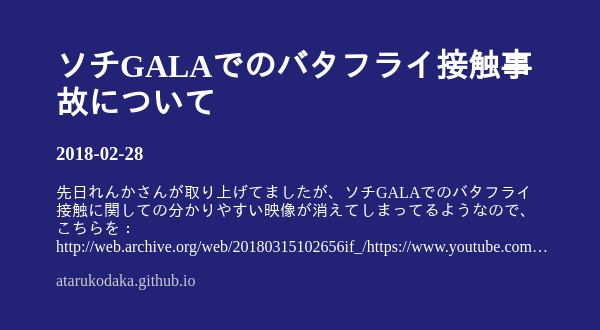 ソチGALAでのバタフライ接触事
故について
2018-02-28
先日れんかさんが取り上げてましたが、ソチGALAでのバタフライ
接触に関しての分かりやすい映像が消えてしまってるようなので、
こちらを：
http://web.archive.org/web/20180315102656if_/https://www.youtube.com…
atarukodaka.github.io